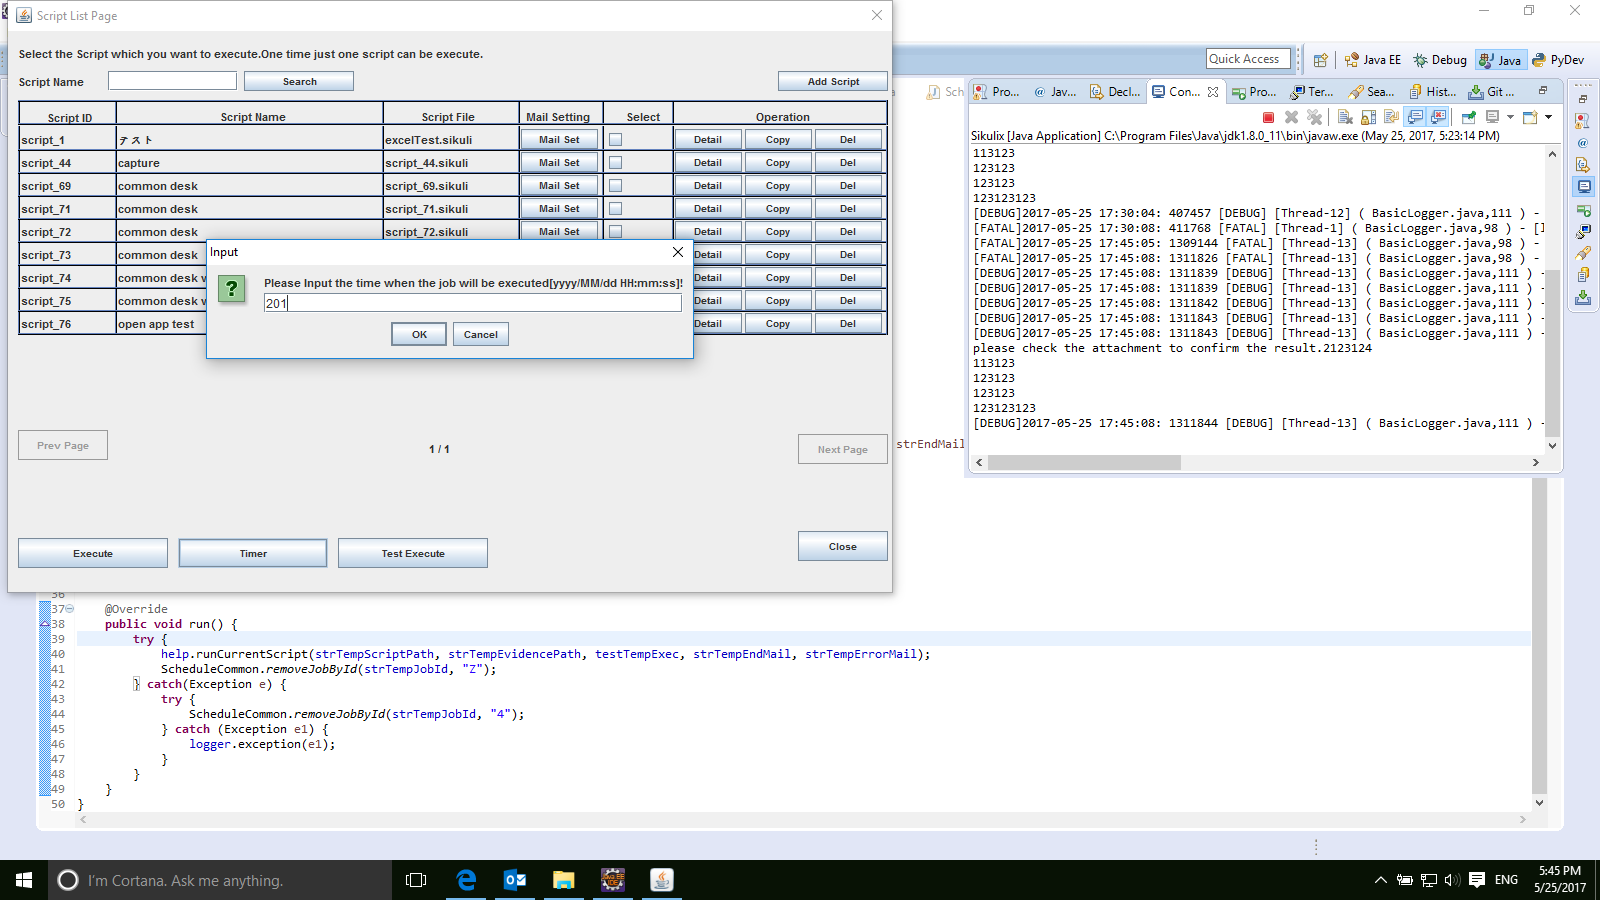 Script List Page
Select the Script which you want to execute.One time just one script can be execute.
Script Name Search Add Script
Script ID Script Name Script File Mail Setting Select Operation
script_1 テスト excelTest.sikuli Mail Set Detail Copy Del
script_44 capture script_44.sikuli Mail Set Detail Copy Del
script_69 common desk script_69.sikuli Mail Set Detail Copy Del
script_71 common desk script_71.sikuli Mail Set Detail Copy Del
script_72 common desk script_72.sikuli Mail Set Detail Copy Del
script_73 common desk Detail Copy Del
script_74 common desk Detail Copy Del
script_75 common desk Detail Copy Del
script_76 open app test Detail Copy Del
Input
Please Input the time when the job will be executed[yyyy/MM/dd HH:mm:ss]!
201
OK Cancel
Prev Page 1 / 1 Next Page
Execute Timer Test Execute Close
Quick Access Java EE Debug Java PyDev
Sch
Pro... @ Jav... Decl... Con... Pro... Ter... Sea... Hist... Git ...
Sikulix [Java Application] C:\Program Files\Java\jdk1.8.0_11\bin\javaw.exe (May 25, 2017, 5:23:14 PM)
113123
123123
123123
123123123
[DEBUG]2017-05-25 17:30:04: 407457 [DEBUG] [Thread-12] ( BasicLogger.java,111 ) -
[FATAL]2017-05-25 17:30:08: 411768 [FATAL] [Thread-1] ( BasicLogger.java,98 ) - [
[FATAL]2017-05-25 17:45:05: 1309144 [FATAL] [Thread-13] ( BasicLogger.java,98 ) -
[FATAL]2017-05-25 17:45:08: 1311826 [FATAL] [Thread-13] ( BasicLogger.java,98 ) -
[DEBUG]2017-05-25 17:45:08: 1311839 [DEBUG] [Thread-13] ( BasicLogger.java,111 ) -
[DEBUG]2017-05-25 17:45:08: 1311839 [DEBUG] [Thread-13] ( BasicLogger.java,111 ) -
[DEBUG]2017-05-25 17:45:08: 1311842 [DEBUG] [Thread-13] ( BasicLogger.java,111 ) -
[DEBUG]2017-05-25 17:45:08: 1311843 [DEBUG] [Thread-13] ( BasicLogger.java,111 ) -
[DEBUG]2017-05-25 17:45:08: 1311843 [DEBUG] [Thread-13] ( BasicLogger.java,111 ) -
please check the attachment to confirm the result.2123124
113123
123123
123123
123123123
[DEBUG]2017-05-25 17:45:08: 1311844 [DEBUG] [Thread-13] ( BasicLogger.java,111 ) -
strEndMail
36
37 @Override
38 public void run() {
39 try {
40 help.runCurrentScript(strTempScriptPath, strTempEvidencePath, testTempExec, strTempEndMail, strTempErrorMail);
41 ScheduleCommon.removeJobById(strTempJobId, "Z");
42 } catch(Exception e) {
43 try {
44 ScheduleCommon.removeJobById(strTempJobId, "4");
45 } catch (Exception e1) {
46 logger.exception(e1);
47 }
48 }
49 }
50 }
I'm Cortana. Ask me anything.
ENG
5:45 PM
5/25/2017